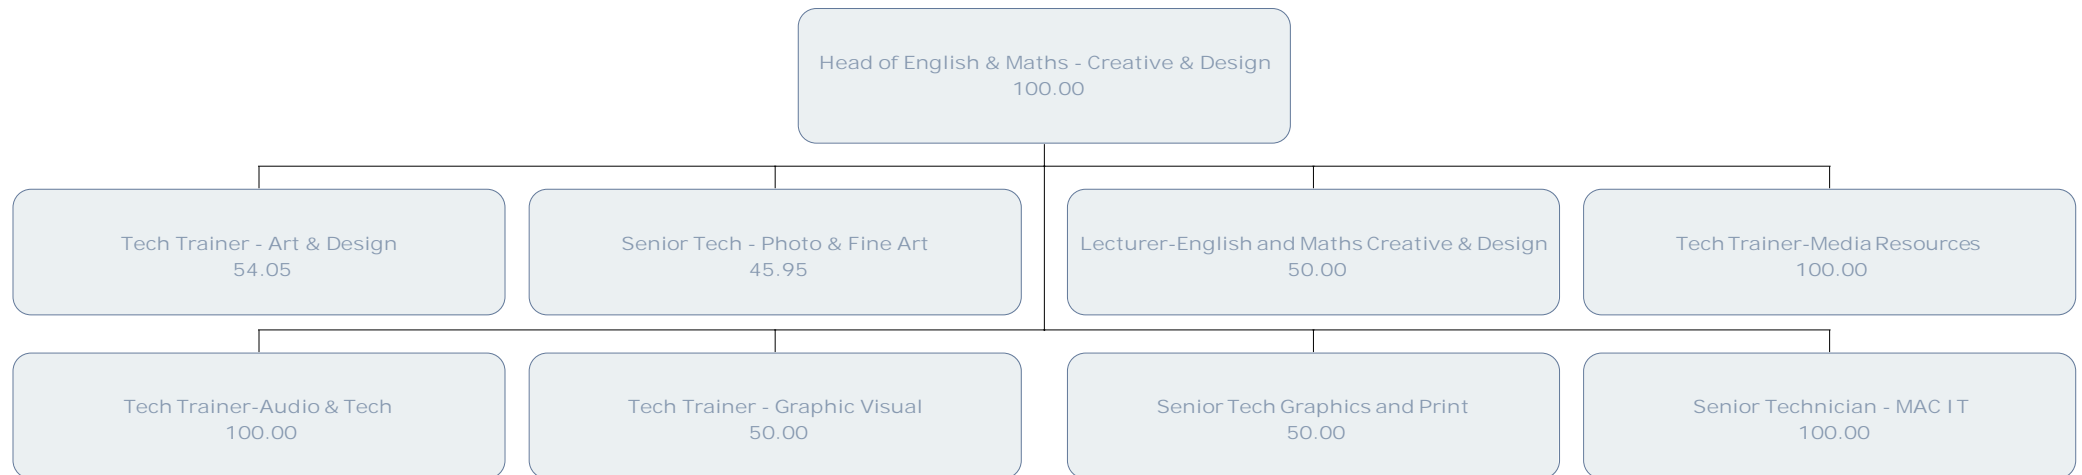 Head of English & Maths - Creative & Design
100.00
Tech Trainer - Art & Design
54.05
Senior Tech - Photo & Fine Art
45.95
Lecturer-English and Maths Creative & Design
50.00
Tech Trainer-Media Resources
100.00
Tech Trainer-Audio & Tech
100.00
Tech Trainer - Graphic Visual
50.00
Senior Tech Graphics and Print
50.00
Senior Technician - MAC IT
100.00